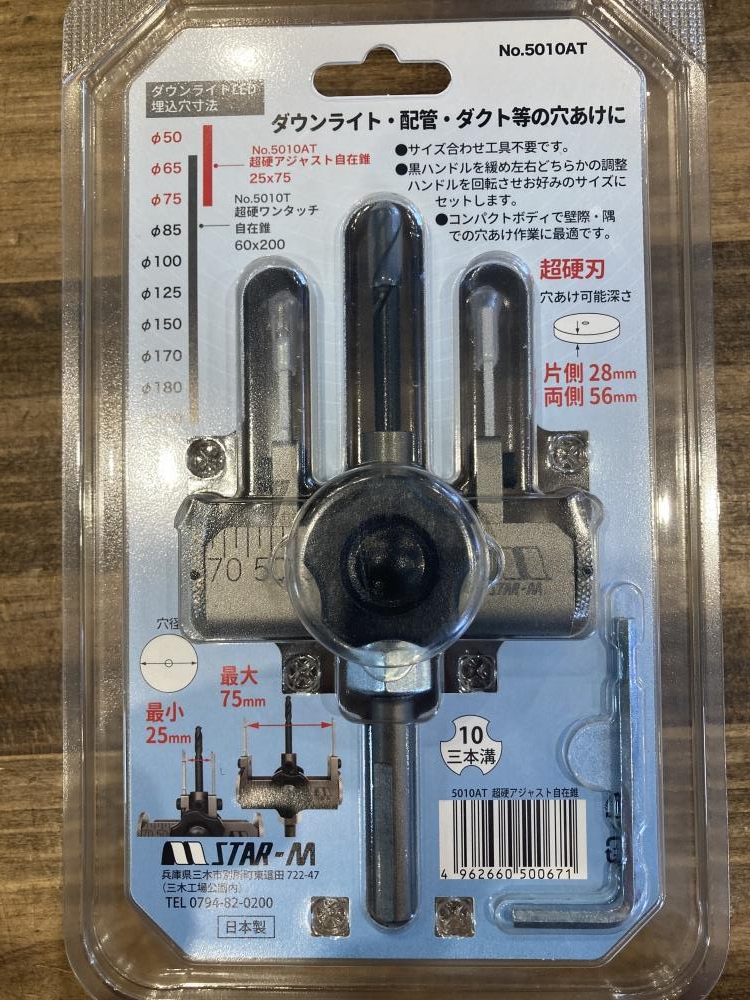 No.5010AT
ダウンライトLED
埋込穴寸法
ダウンライト・配管・ダクト等の穴あけに
φ50
φ65
φ75
φ85
φ100
φ125
φ150
φ170
φ180
No.5010AT
超硬アジャスト自在錐
25x75
No.5010T
超硬ワンタッチ
自在錐
60x200
●サイズ合わせ工具不要です。
●黒ハンドルを緩め左右どちらかの調整
ハンドルを回転させお好みのサイズに
セットします。
●コンパクトボディで壁際・隅
での穴あけ作業に最適です。
超硬刃
穴あけ可能深さ
片側 28mm
両側 56mm
70 50
STAR-M
穴径
最小
25mm
最大
75mm
10
三本溝
5010AT 超硬アジャスト自在錐
4 962660 500671
STAR-M
兵庫県三木市別所町東這田 722-47
(三木工場公園内)
TEL 0794-82-0200
日本製